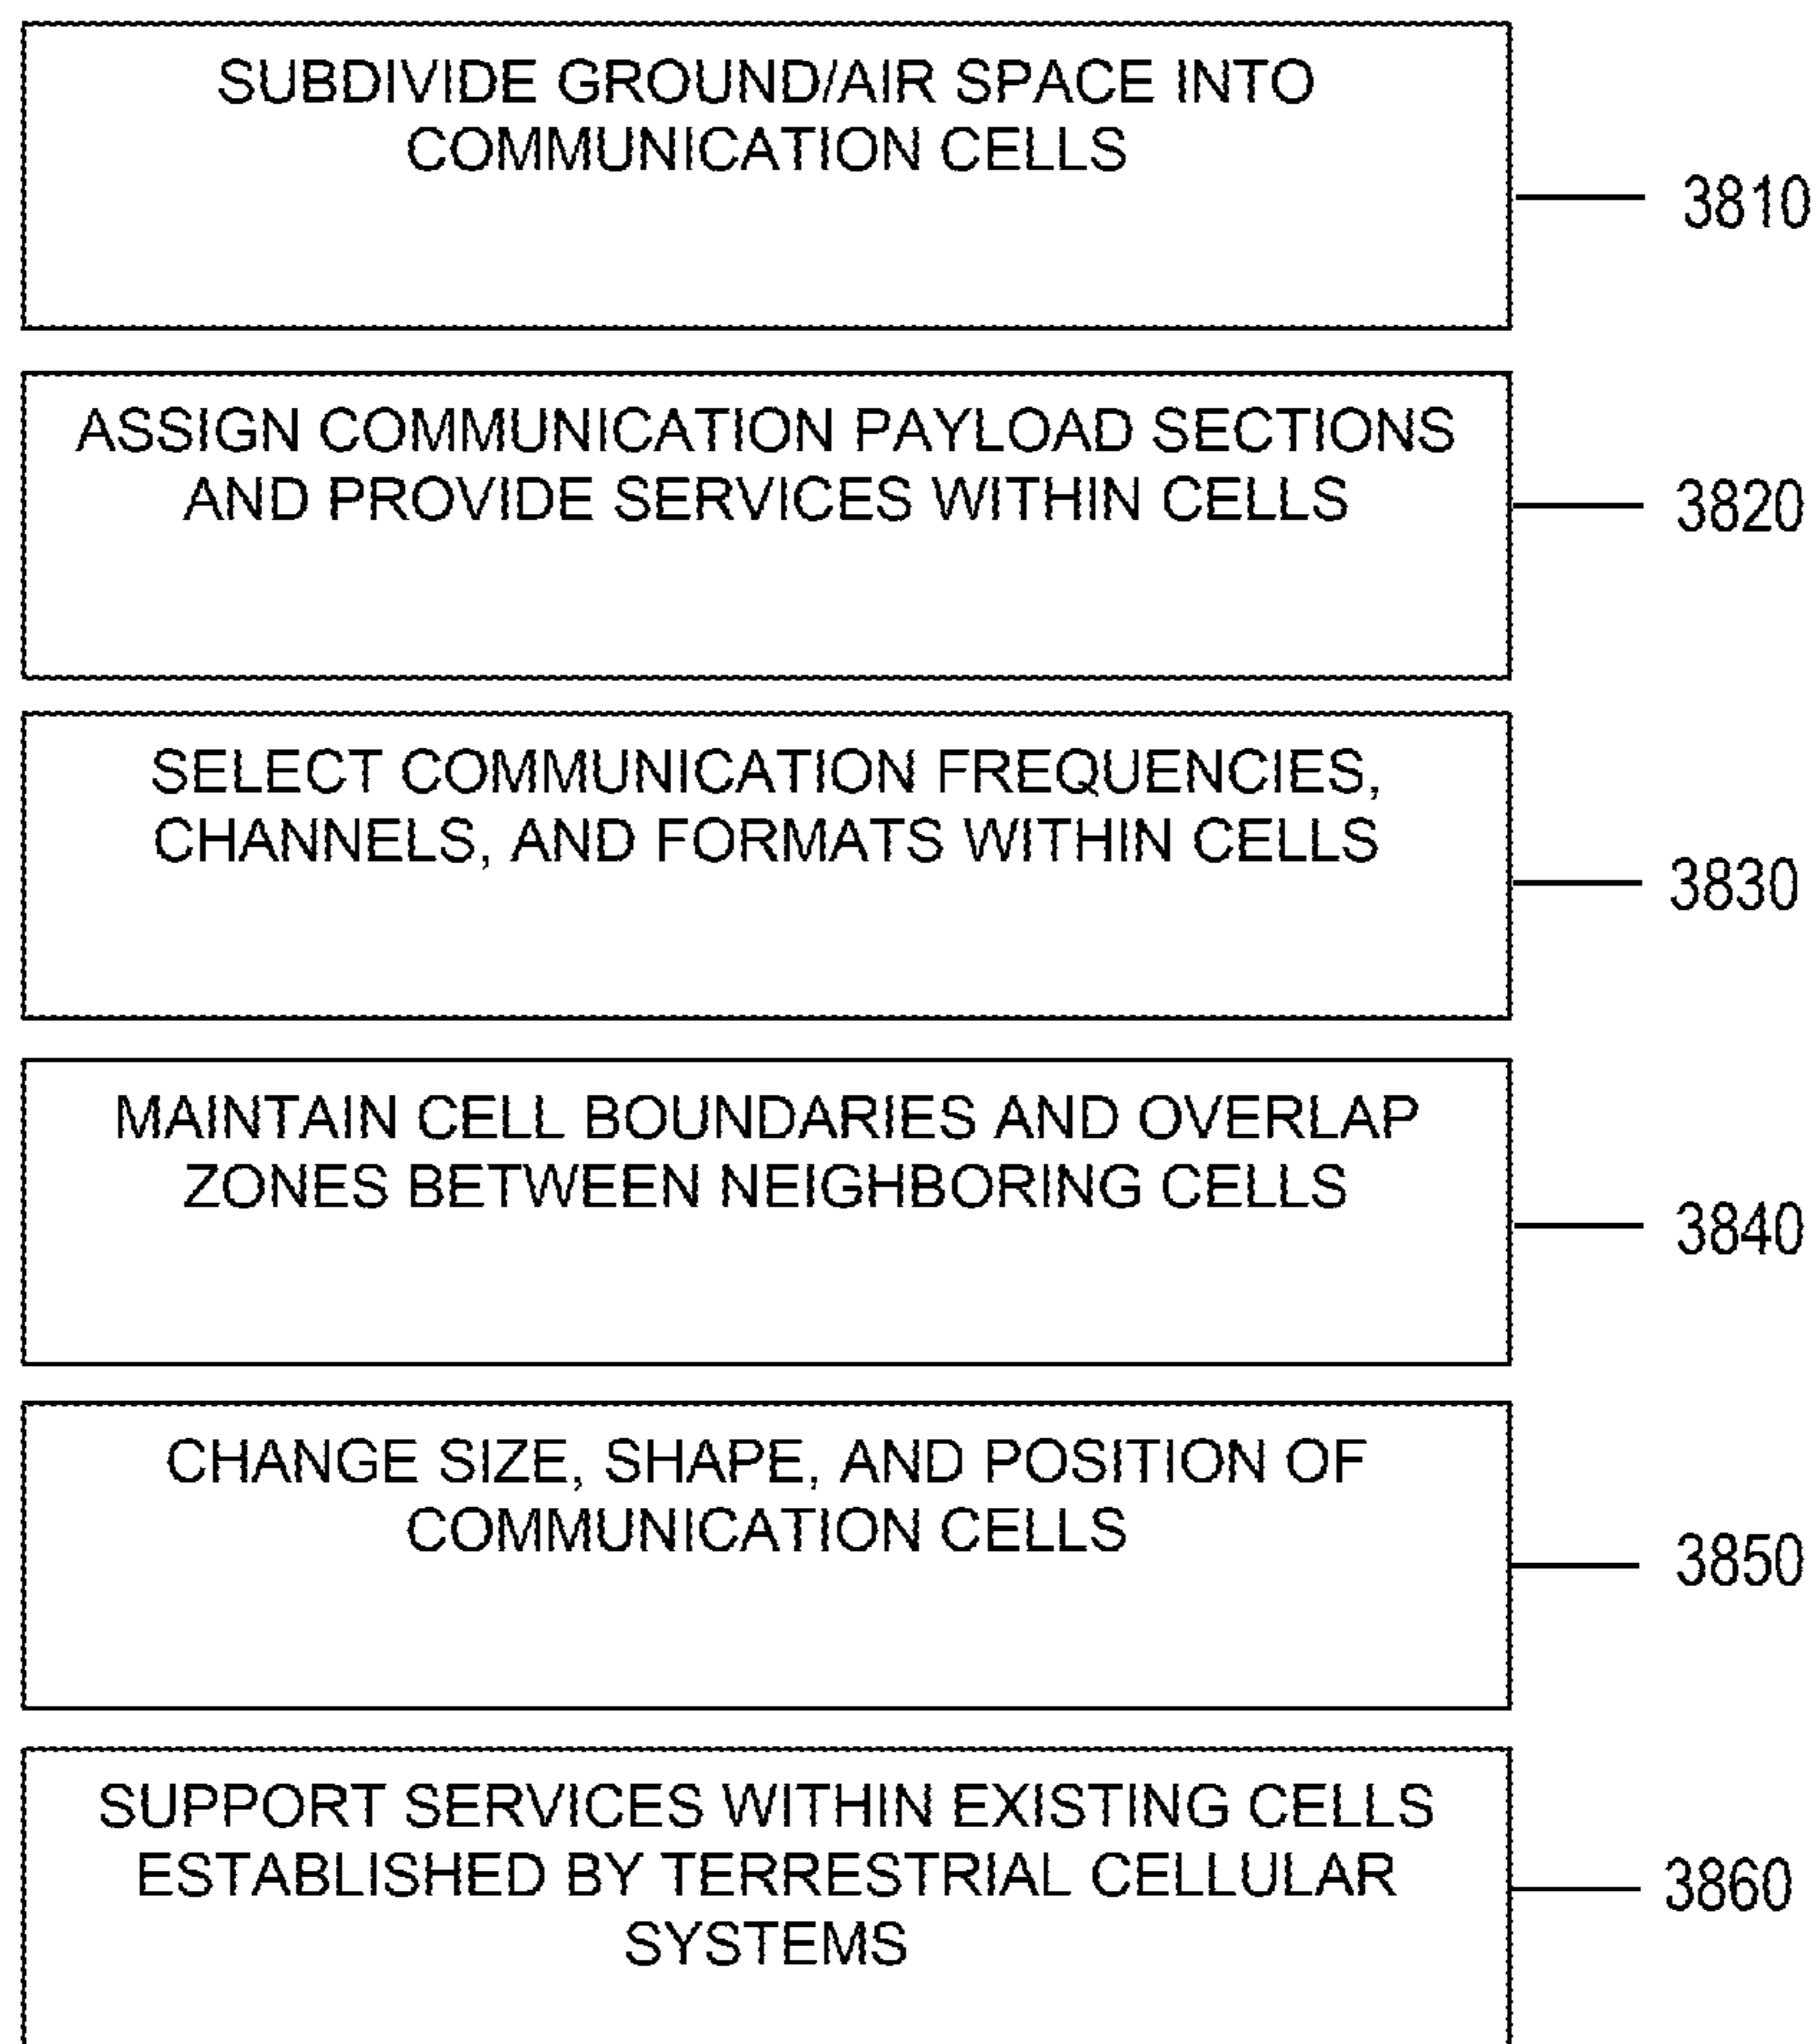 SUBDIVIDE GROUND/AIR SPACE INTO
COMMUNICATION CELLS
3810
ASSIGN COMMUNICATION PAYLOAD SECTIONS
AND PROVIDE SERVICES WITHIN CELLS
3820
SELECT COMMUNICATION FREQUENCIES,
CHANNELS, AND FORMATS WITHIN CELLS
3830
MAINTAIN CELL BOUNDARIES AND OVERLAP
ZONES BETWEEN NEIGHBORING CELLS
3840
CHANGE SIZE, SHAPE, AND POSITION OF
COMMUNICATION CELLS
3850
SUPPORT SERVICES WITHIN EXISTING CELLS
ESTABLISHED BY TERRESTRIAL CELLULAR
SYSTEMS
3860